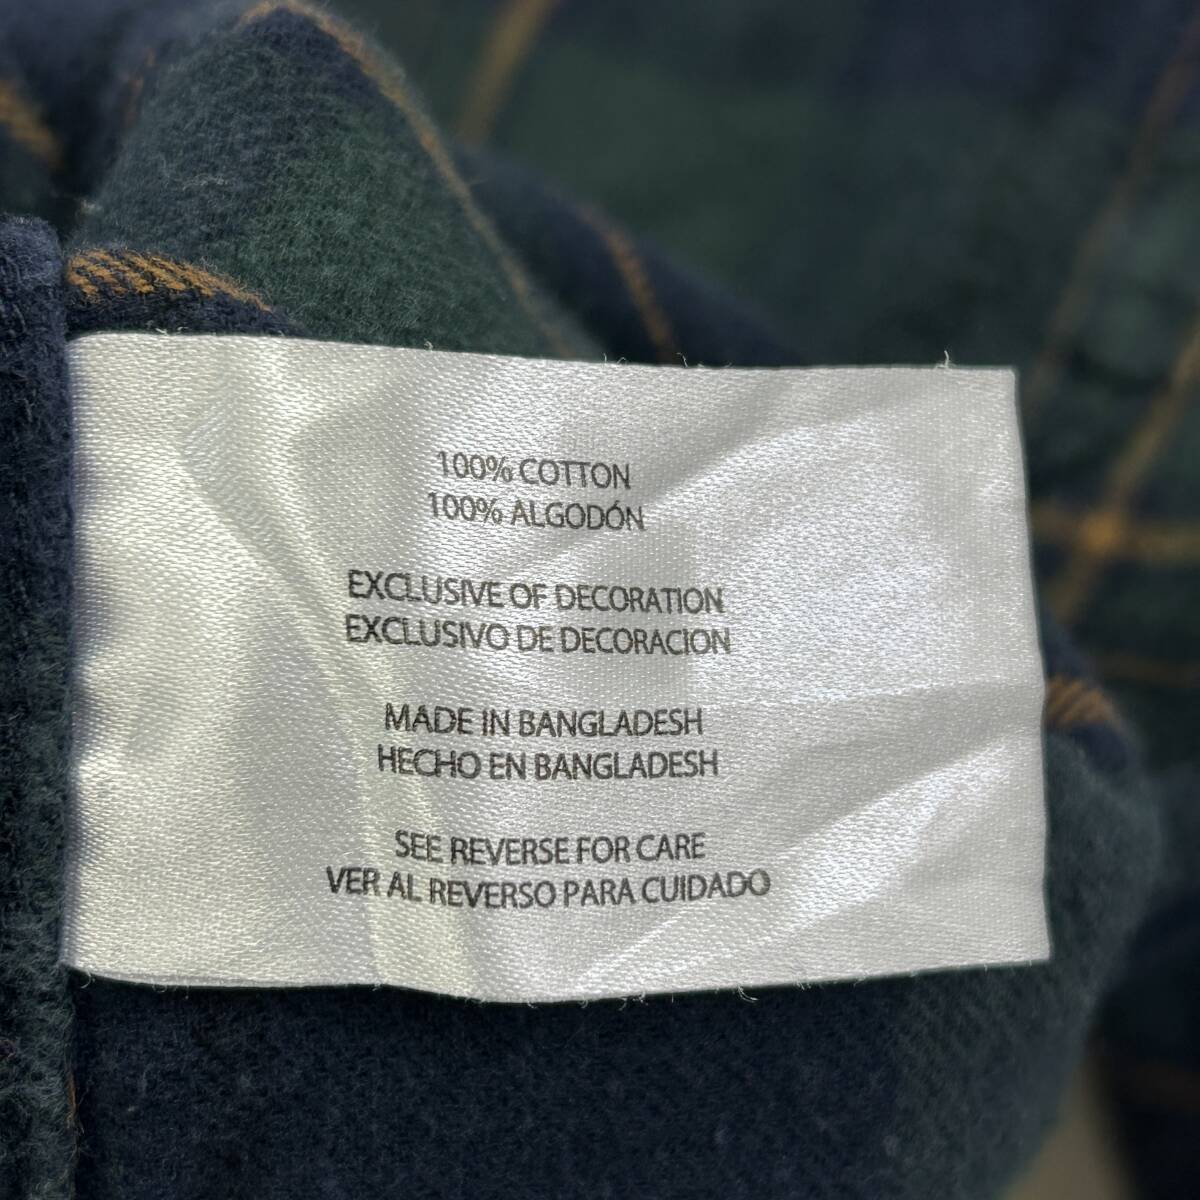 100% COTTON
100% ALGODÓN
EXCLUSIVE OF DECORATION
EXCLUSIVO DE DECORACION
MADE IN BANGLADESH
HECHO EN BANGLADESH
SEE REVERSE FOR CARE
VER AL REVERSO PARA CUIDADO